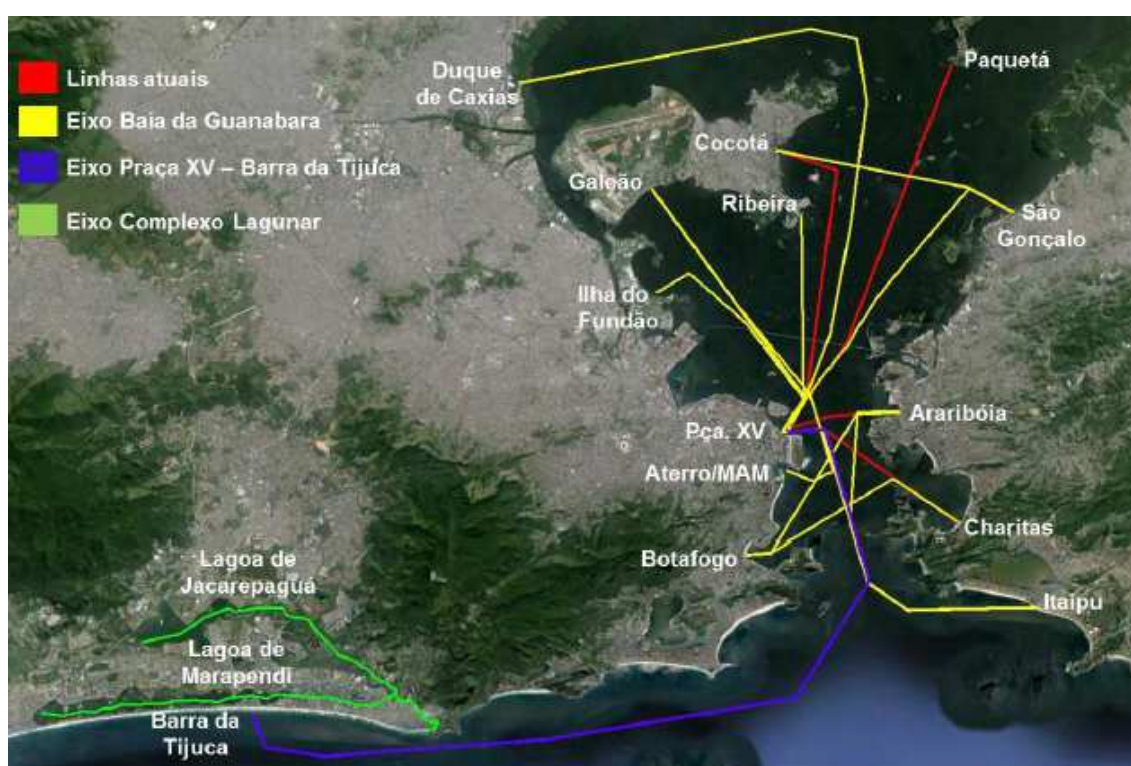 Linhas atuais
Eixo Baia da Guanabara
Eixo Praça XV – Barra da Tijuca
Eixo Complexo Lagunar
Duque
de Caxias
Paquetá
Cocotá
Galeão
Ribeira
São
Gonçalo
Ilha do
Fundão
Pça. XV
Araribóia
Aterro/MAM
Charitas
Botafogo
Itaipu
Lagoa de
Jacarepaguá
Lagoa de
Marapendi
Barra da
Tijuca